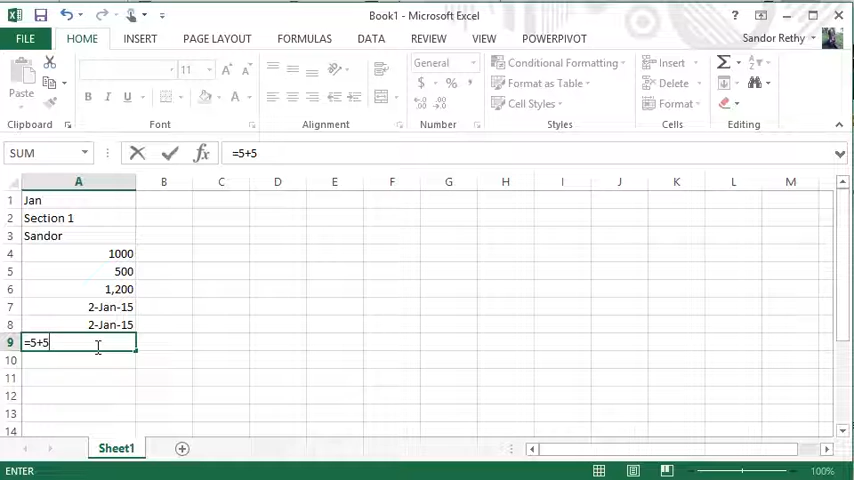 Book1 - Microsoft Excel
FILE HOME INSERT PAGE LAYOUT FORMULAS DATA REVIEW VIEW POWERPIVOT Sandor Rethy
Paste
11
B I U
General
$ % ,
Conditional Formatting
Format as Table
Cell Styles
Insert
Delete
Format
Clipboard Font Alignment Number Styles Cells Editing
SUM fx =5+5
A B C D E F G H I J K L M
1 Jan
2 Section 1
3 Sandor
4 1000
5 500
6 1,200
7 2-Jan-15
8 2-Jan-15
9 =5+5
10
11
12
13
14
Sheet1
ENTER 100%